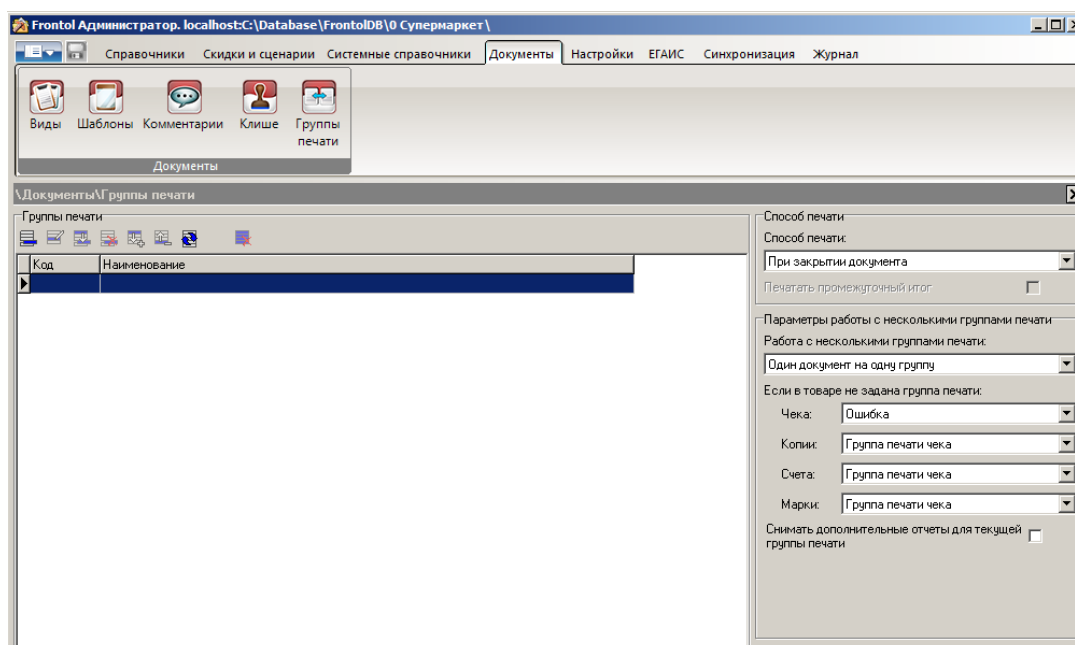 Frontol Администратор. localhost:C:\Database\FrontolDB\0 Супермаркет\
Справочники Скидки и сценарии Системные справочники Документы Настройки ЕГАИС Синхронизация Журнал
Виды Шаблоны Комментарии Клише Группы печати
Документы
\Документы\Группы печати
Группы печати
Код Наименование
Способ печати
Способ печати:
При закрытии документа
Печатать промежуточный итог
Параметры работы с несколькими группами печати
Работа с несколькими группами печати:
Один документ на одну группу
Если в товаре не задана группа печати:
Чека: Ошибка
Копии: Группа печати чека
Счета: Группа печати чека
Марки: Группа печати чека
Снимать дополнительные отчеты для текущей
группы печати